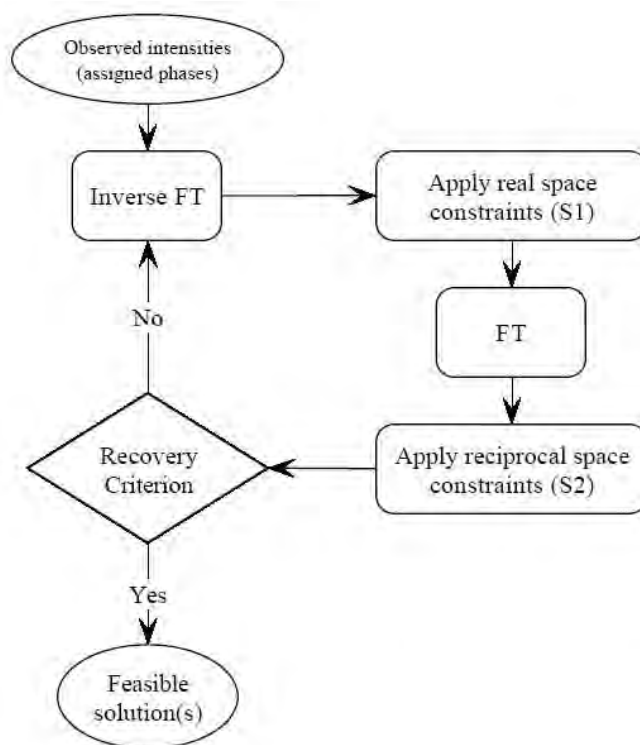 Observed intensities
(assigned phases)
Inverse FT
Apply real space
constraints (S1)
FT
Apply reciprocal space
constraints (S2)
Recovery
Criterion
No
Yes
Feasible
solution(s)